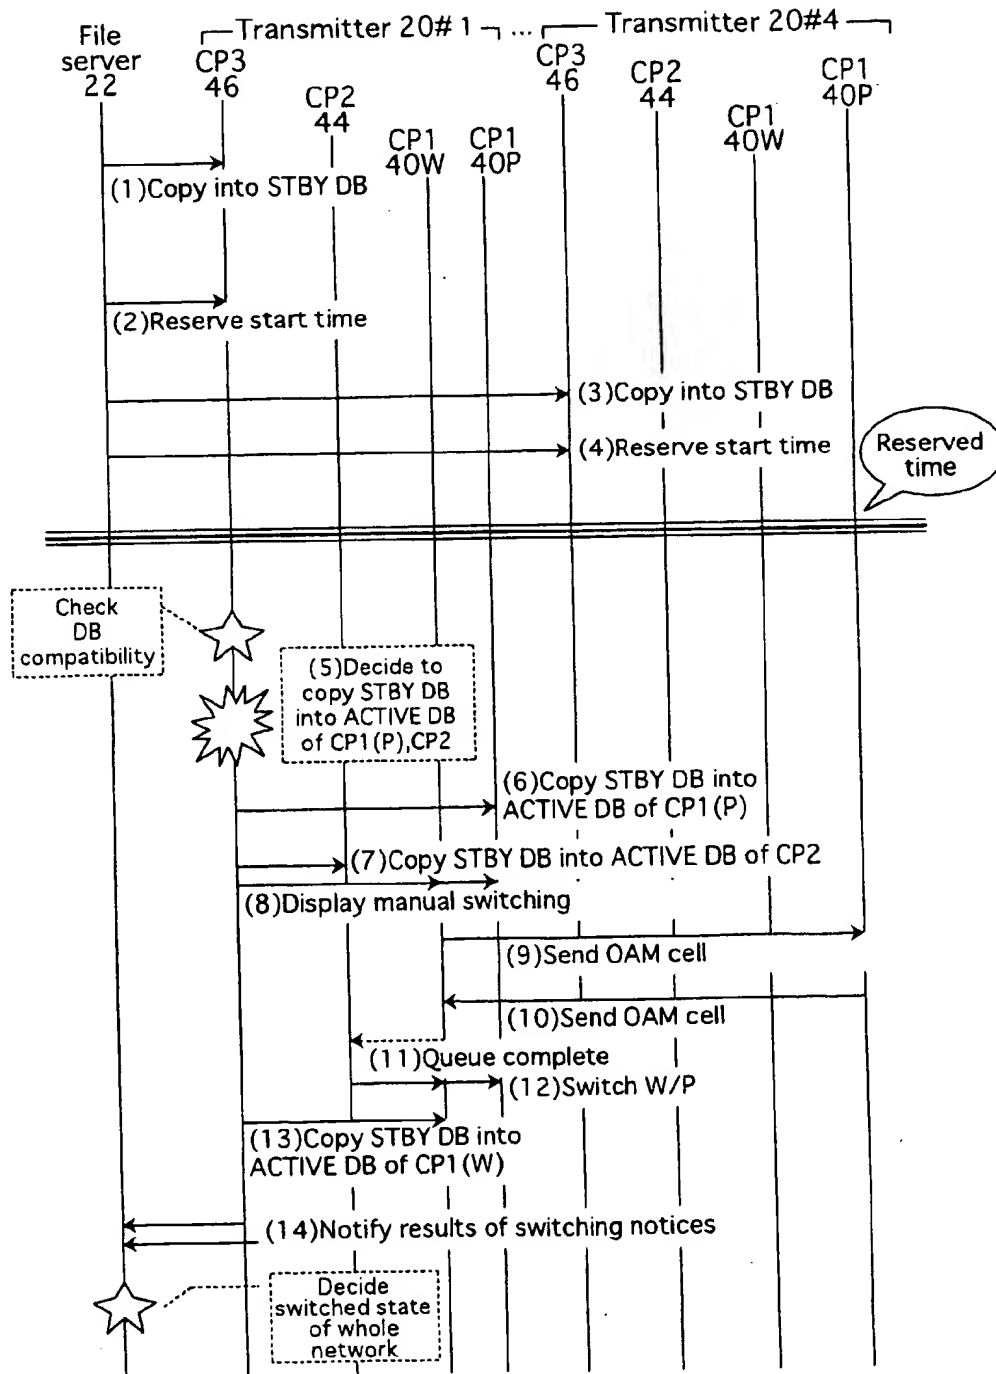 File
server
22
Transmitter 20#1
...
Transmitter 20#4
CP3
46
CP2
44
CP1
40W
CP1
40P
CP3
46
CP2
44
CP1
40W
CP1
40P
(1)Copy into STBY DB
(2)Reserve start time
(3)Copy into STBY DB
(4)Reserve start time
Reserved
time
Check
DB
compatibility
(5)Decide to
copy STBY DB
into ACTIVE DB
of CP1(P),CP2
(6)Copy STBY DB into
ACTIVE DB of CP1(P)
(7)Copy STBY DB into ACTIVE DB of CP2
(8)Display manual switching
(9)Send OAM cell
(10)Send OAM cell
(11)Queue complete
(12)Switch W/P
(13)Copy STBY DB into
ACTIVE DB of CP1(W)
(14)Notify results of switching notices
Decide
switched state
of whole
network